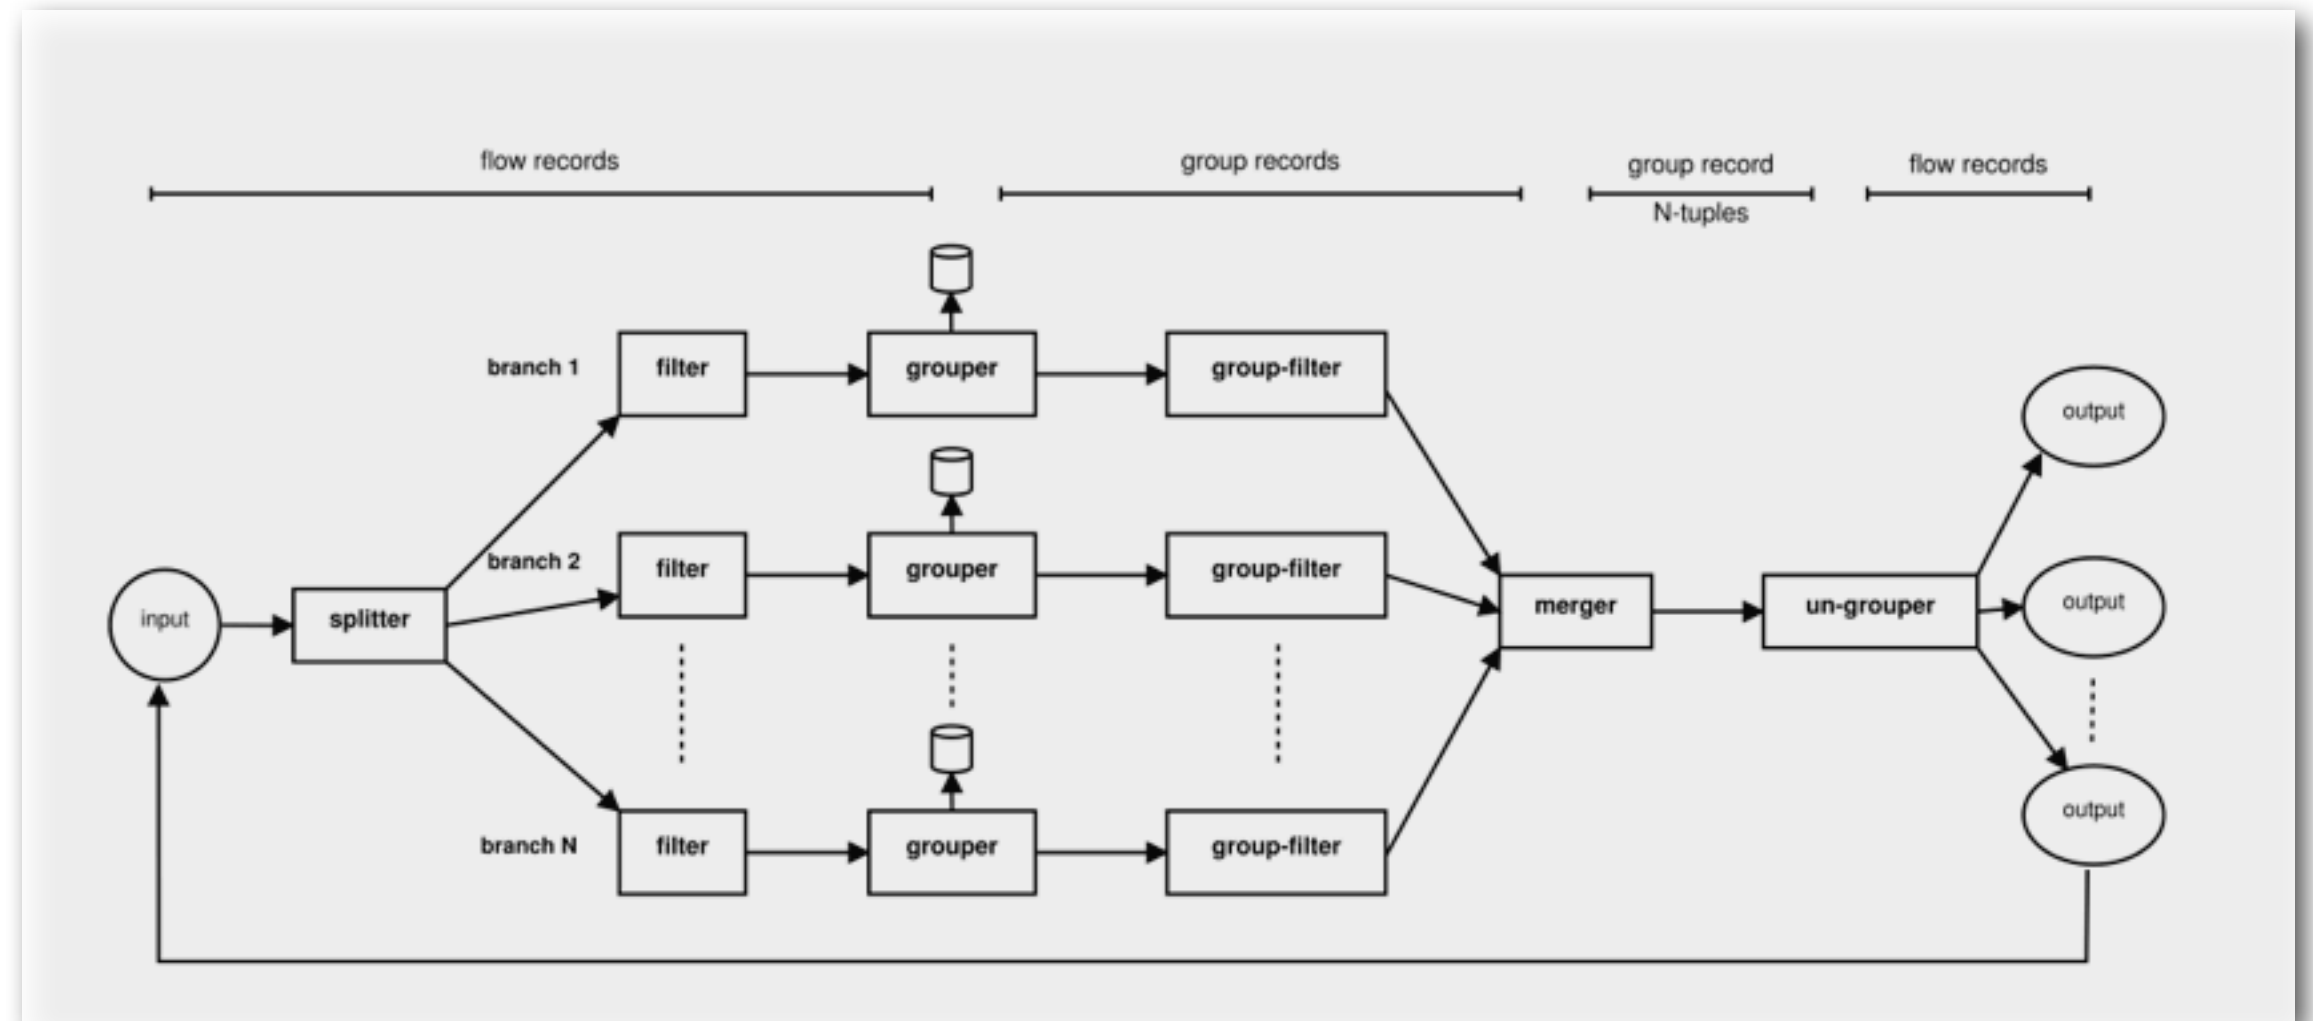 flow records
group records
group record
N-tuples
flow records
branch 1
filter
grouper
group-filter
output
branch 2
filter
grouper
group-filter
input
splitter
merger
un-grouper
output
branch N
filter
grouper
group-filter
output